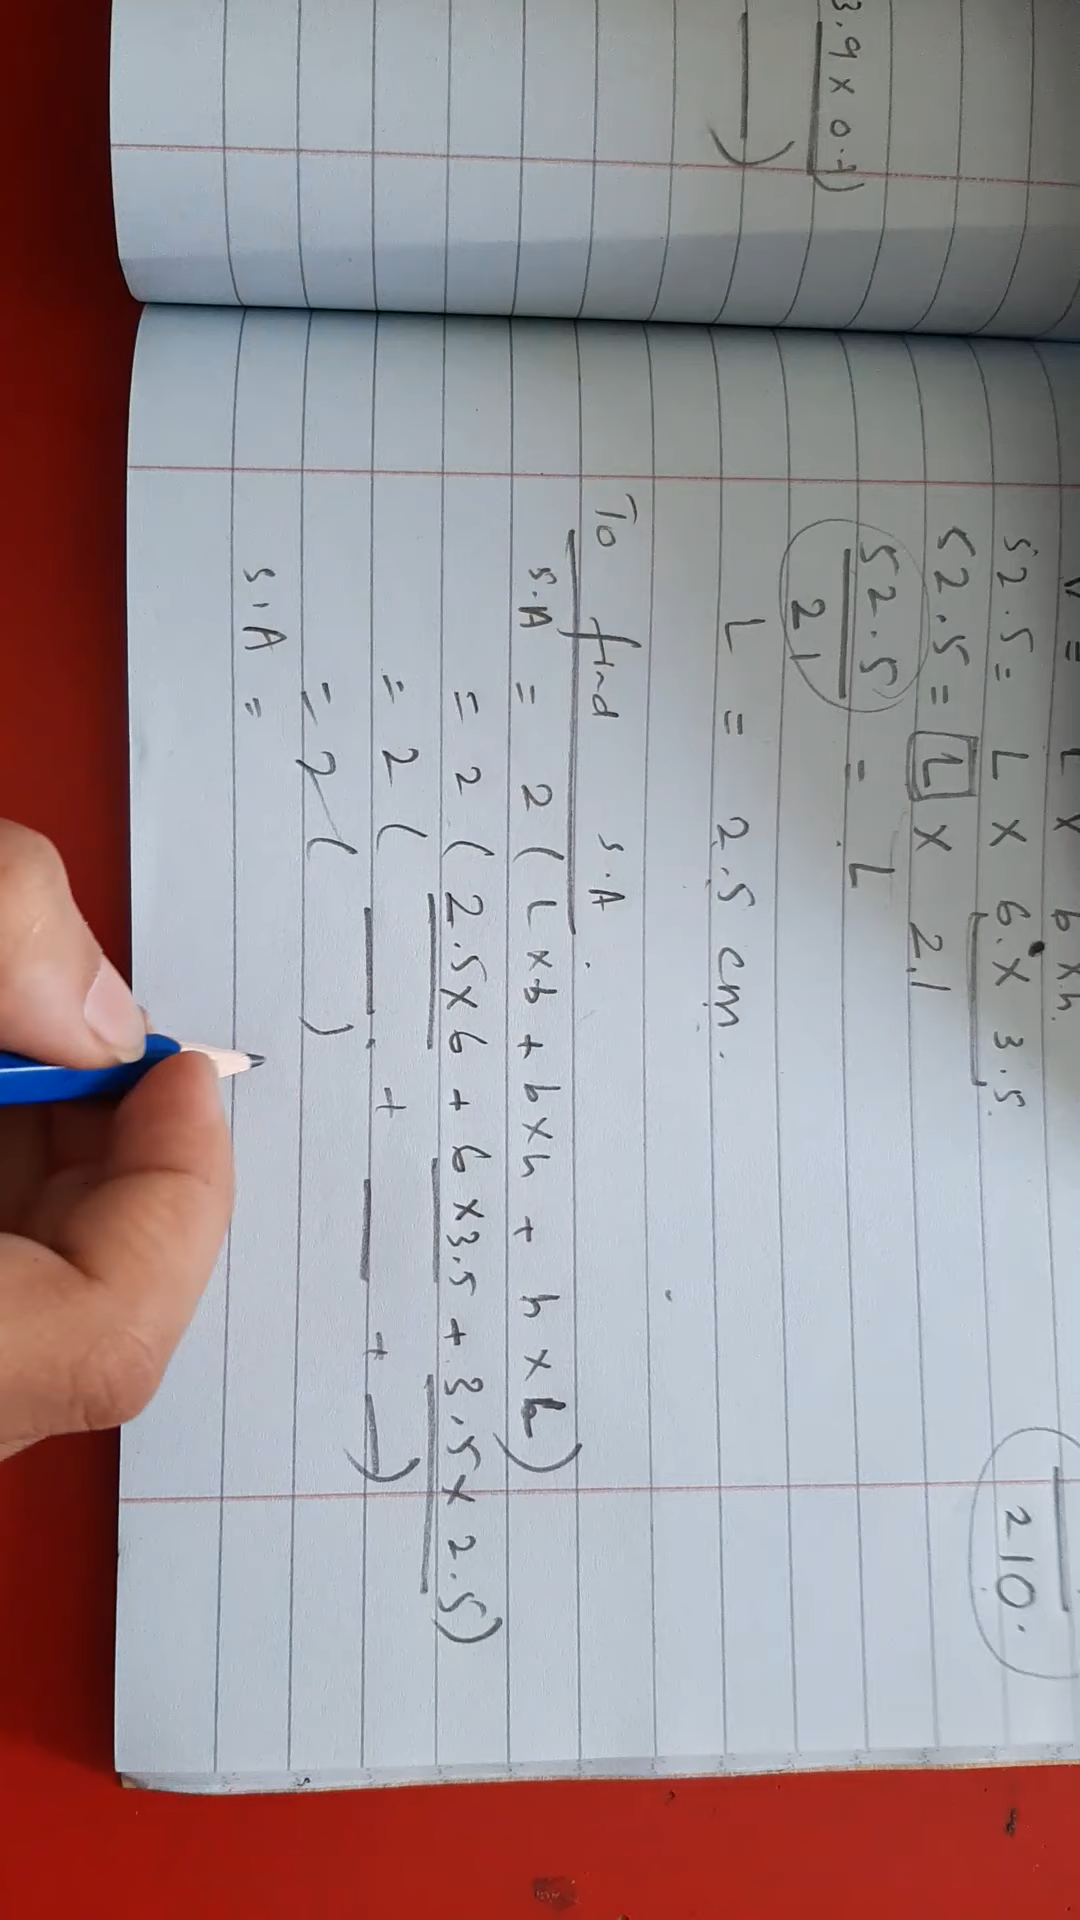 3.9 x 0.7)
)
V = L x b x h.
52.5 = L x 6 x 3.5.
52.5 = L x 21
52.5
21
= L
L = 2.5 cm.
210.
To find S.A
S.A = 2 ( L x b + b x h + h x L )
= 2 ( 2.5 x 6 + 6 x 3.5 + 3.5 x 2.5)
= 2 ( + + )
= 2 ( )
S.A =